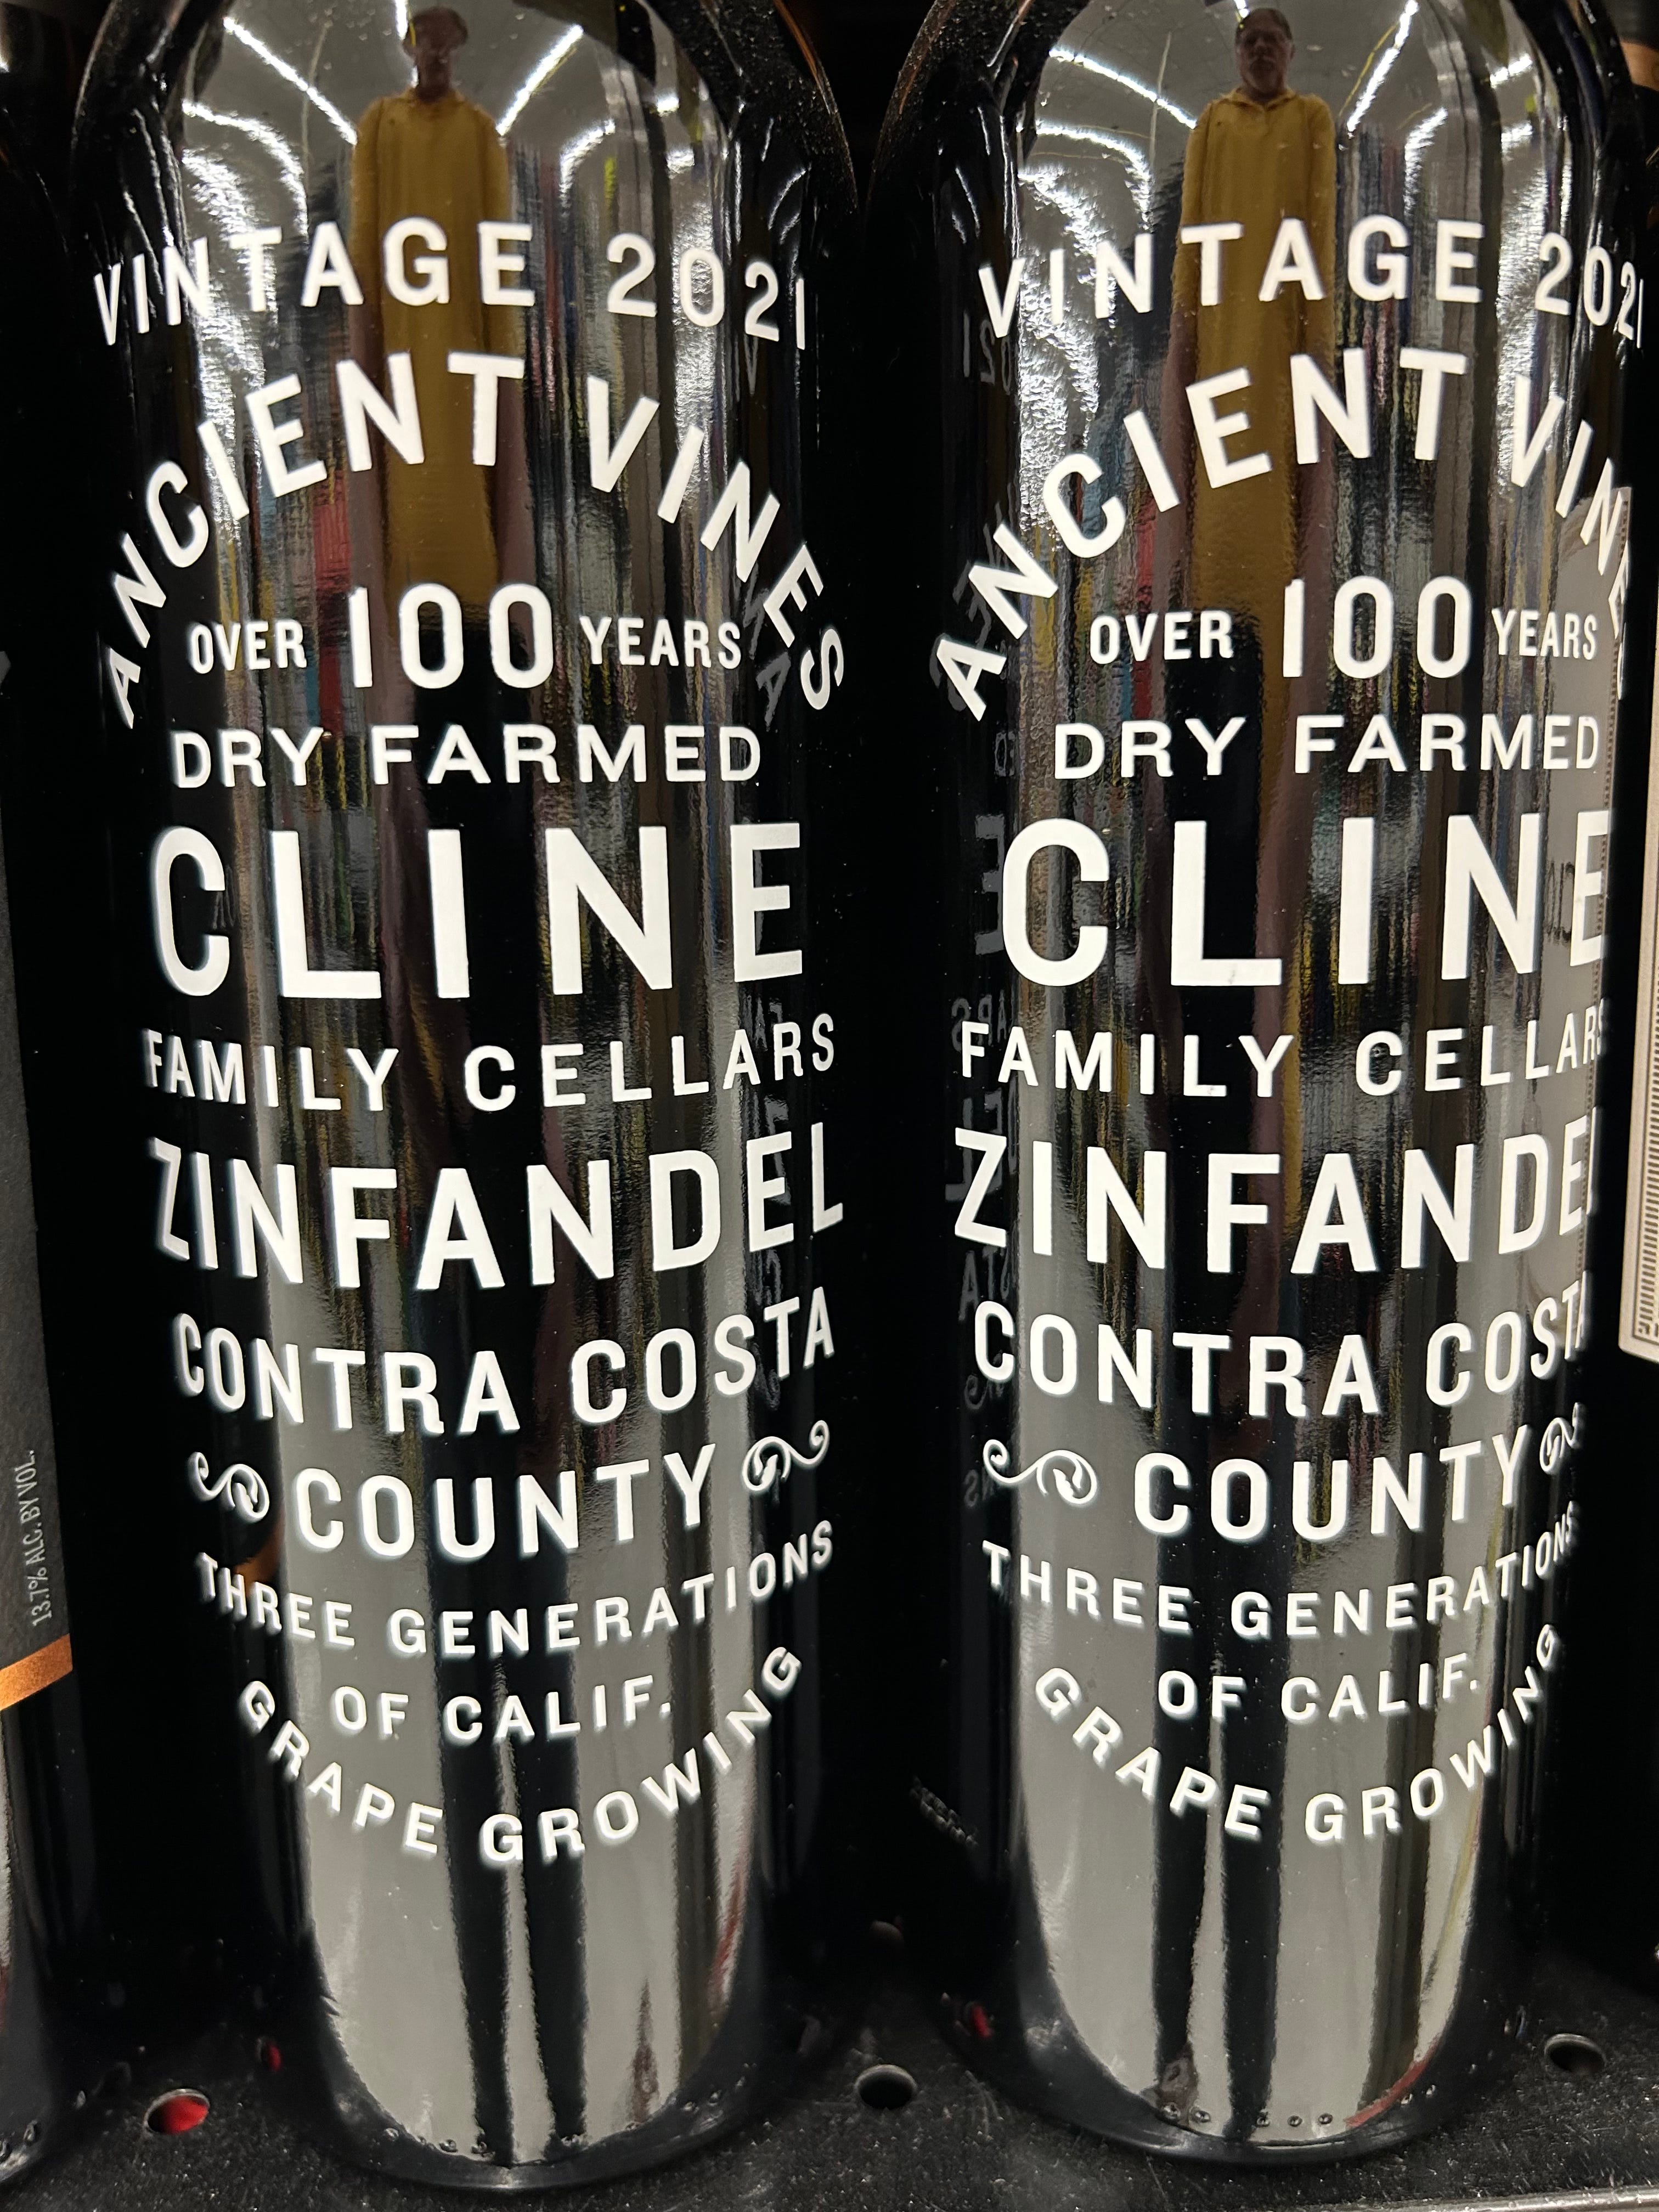 VINTAGE 2021
ANCIENT VINES
OVER 100 YEARS
DRY FARMED
CLINE
FAMILY CELLARS
ZINFANDEL
CONTRA COSTA
COUNTY
THREE GENERATIONS
OF CALIF.
GRAPE GROWING
VINTAGE 2021
ANCIENT VINES
OVER 100 YEARS
DRY FARMED
CLINE
FAMILY CELLARS
ZINFANDEL
CONTRA COSTA
COUNTY
THREE GENERATIONS
OF CALIF.
GRAPE GROWING
13.7% ALC. BY VOL.